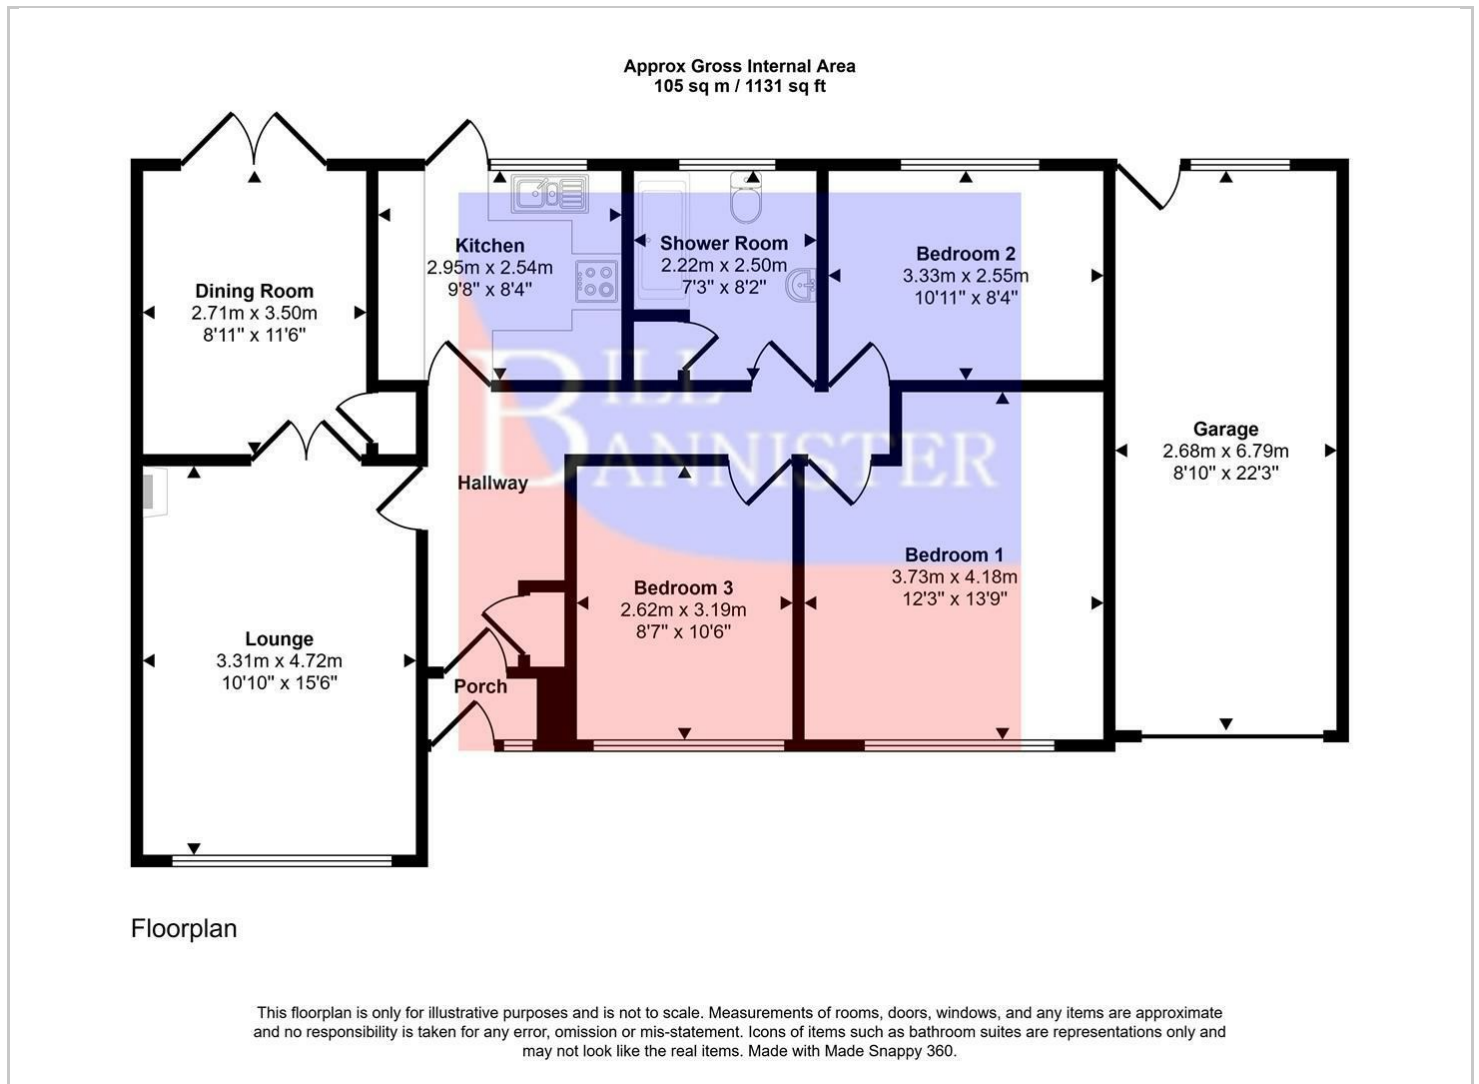 Approx Gross Internal Area
105 sq m / 1131 sq ft
Kitchen
2.95m x 2.54m
9'8" x 8'4"
Shower Room
2.22m x 2.50m
7'3" x 8'2"
Bedroom 2
3.33m x 2.55m
10'11" x 8'4"
Dining Room
2.71m x 3.50m
8'11" x 11'6"
BILL
BANNISTER
Garage
2.68m x 6.79m
8'10" x 22'3"
Hallway
Bedroom 1
3.73m x 4.18m
12'3" x 13'9"
Bedroom 3
2.62m x 3.19m
8'7" x 10'6"
Lounge
3.31m x 4.72m
10'10" x 15'6"
Porch
Floorplan
This floorplan is only for illustrative purposes and is not to scale. Measurements of rooms, doors, windows, and any items are approximate
and no responsibility is taken for any error, omission or mis-statement. Icons of items such as bathroom suites are representations only and
may not look like the real items. Made with Made Snappy 360.